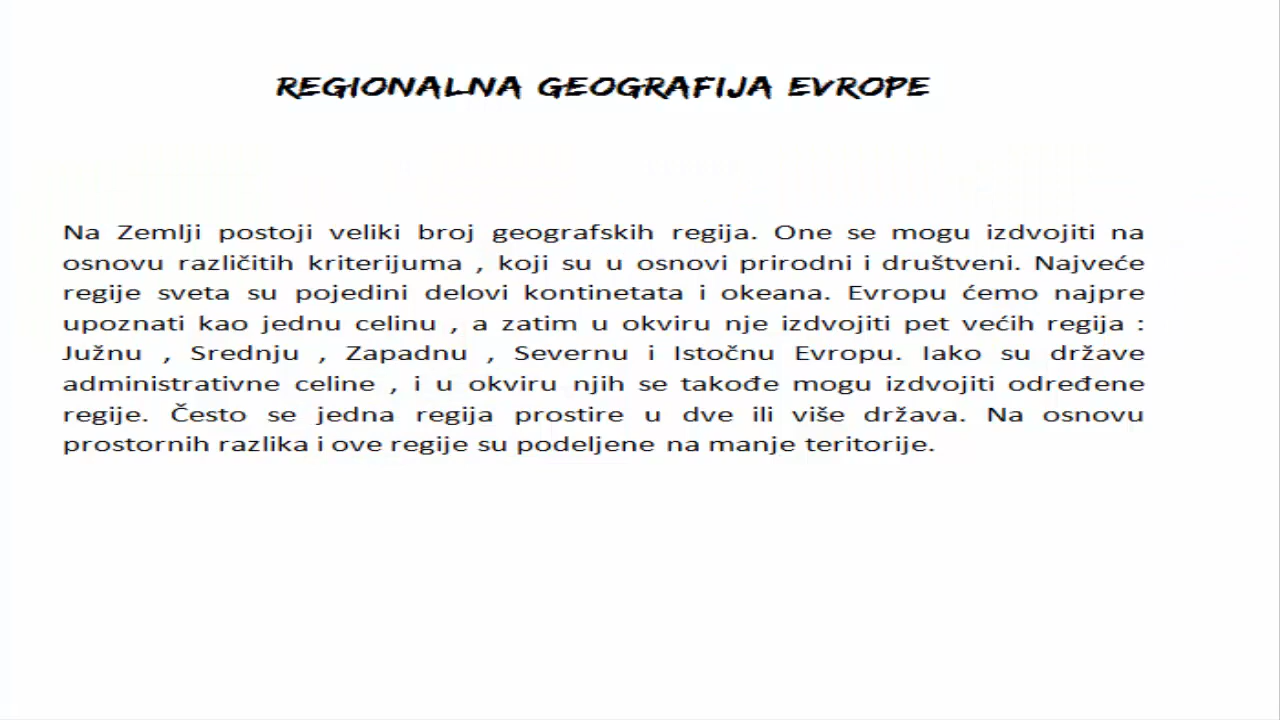 REGIONALNA GEOGRAFIJA EVROPE
Na Zemlji postoji veliki broj geografskih regija. One se mogu izdvojiti na
osnovu različitih kriterijuma , koji su u osnovi prirodni i društveni. Najveće
regije sveta su pojedini delovi kontinetata i okeana. Evropu ćemo najpre
upoznati kao jednu celinu , a zatim u okviru nje izdvojiti pet većih regija :
Južnu , Srednju , Zapadnu , Severnu i Istočnu Evropu. Iako su države
administrativne celine , i u okviru njih se takođe mogu izdvojiti određene
regije. Često se jedna regija prostire u dve ili više država. Na osnovu
prostornih razlika i ove regije su podeljene na manje teritorije.